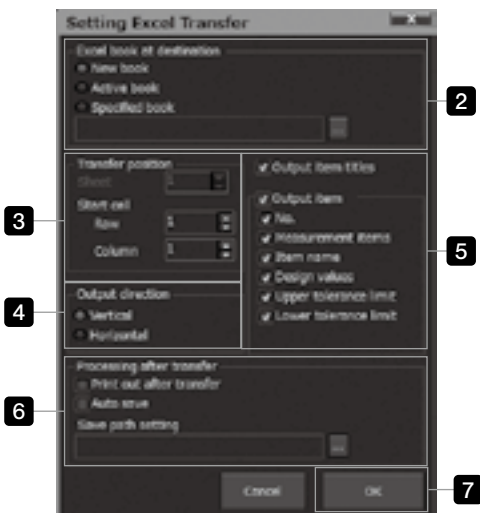 Setting Excel Transfer
Excel book at destination
New book
Active book
Specified book
...
2
Transfer position
Sheet 1
Start cell
Row 1
Column 1
3
Output item titles
Output item
No.
Measurement items
Item name
Design values
Upper tolerance limit
Lower tolerance limit
5
Output direction
Vertical
Horizontal
4
Processing after transfer
Print out after transfer
Auto save
Save path setting
...
6
Cancel
OK
7